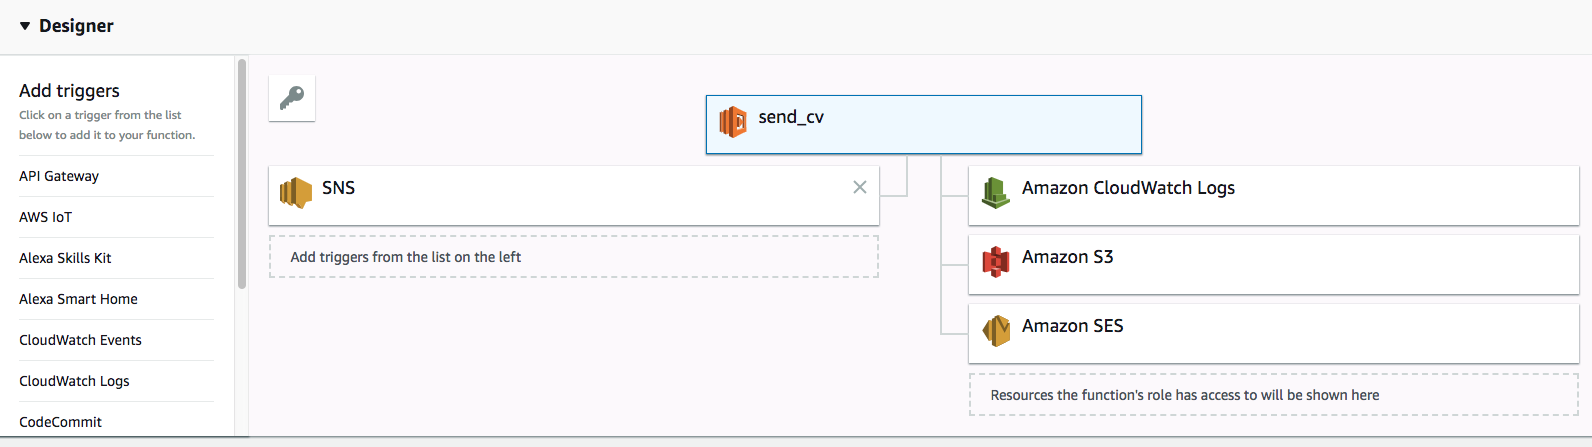 Designer
Add triggers
Click on a trigger from the list
below to add it to your function.
API Gateway
AWS IoT
Alexa Skills Kit
Alexa Smart Home
CloudWatch Events
CloudWatch Logs
CodeCommit
send_cv
SNS
Add triggers from the list on the left
Amazon CloudWatch Logs
Amazon S3
Amazon SES
Resources the function's role has access to will be shown here